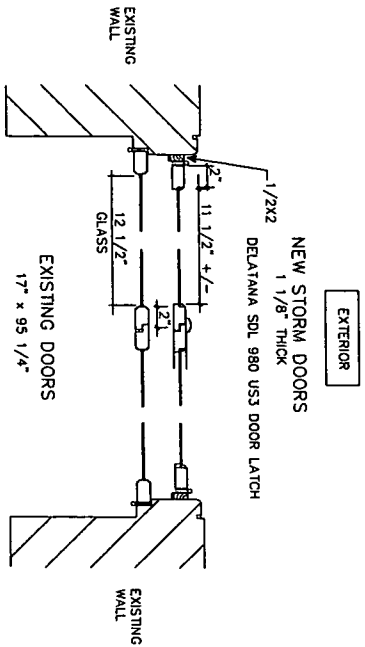 EXTERIOR
NEW STORM DOORS
1 1/8" THICK
DELATANA SDL 980 US3 DOOR LATCH
1/2X2
2"
11 1/2" +/-
2"
12 1/2"
GLASS
EXISTING DOORS
17" x 95 1/4"
EXISTING
WALL
EXISTING
WALL